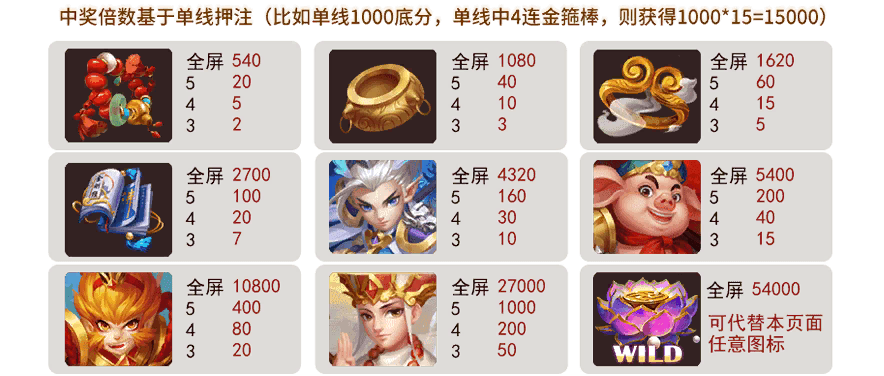 中奖倍数基于单线押注（比如单线1000底分，单线中4连金箍棒，则获得1000*15=15000）
全屏 540
5 20
4 5
3 2
全屏 1080
5 40
4 10
3 3
全屏 1620
5 60
4 15
3 5
全屏 2700
5 100
4 20
3 7
全屏 4320
5 160
4 30
3 10
全屏 5400
5 200
4 40
3 15
全屏 10800
5 400
4 80
3 20
全屏 27000
5 1000
4 200
3 50
WILD
全屏 54000
可代替本页面
任意图标